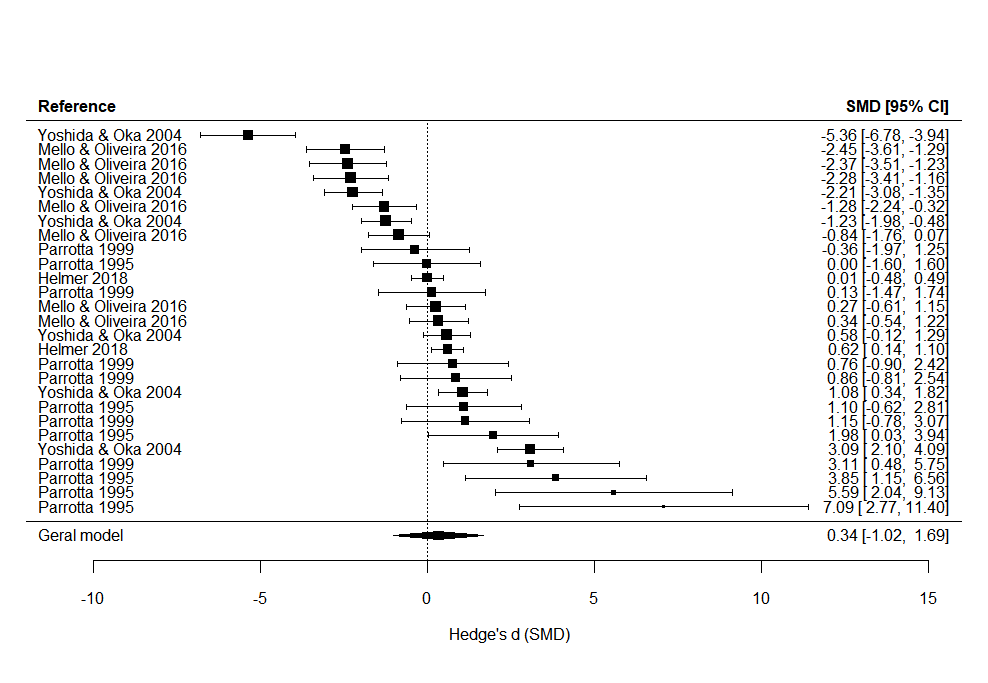 Reference SMD [95% CI]
Yoshida & Oka 2004 -5.36 [-6.78, -3.94]
Mello & Oliveira 2016 -2.45 [-3.61, -1.29]
Mello & Oliveira 2016 -2.37 [-3.51, -1.23]
Mello & Oliveira 2016 -2.28 [-3.41, -1.16]
Yoshida & Oka 2004 -2.21 [-3.08, -1.35]
Mello & Oliveira 2016 -1.28 [-2.24, -0.32]
Yoshida & Oka 2004 -1.23 [-1.98, -0.48]
Mello & Oliveira 2016 -0.84 [-1.76, 0.07]
Parrotta 1999 -0.36 [-1.97, 1.25]
Parrotta 1995 0.00 [-1.60, 1.60]
Helmer 2018 0.01 [-0.48, 0.49]
Parrotta 1999 0.13 [-1.47, 1.74]
Mello & Oliveira 2016 0.27 [-0.61, 1.15]
Mello & Oliveira 2016 0.34 [-0.54, 1.22]
Yoshida & Oka 2004 0.58 [-0.12, 1.29]
Helmer 2018 0.62 [ 0.14, 1.10]
Parrotta 1999 0.76 [-0.90, 2.42]
Parrotta 1999 0.86 [-0.81, 2.54]
Yoshida & Oka 2004 1.08 [ 0.34, 1.82]
Parrotta 1995 1.10 [-0.62, 2.81]
Parrotta 1999 1.15 [-0.78, 3.07]
Parrotta 1995 1.98 [ 0.03, 3.94]
Yoshida & Oka 2004 3.09 [ 2.10, 4.09]
Parrotta 1999 3.11 [ 0.48, 5.75]
Parrotta 1995 3.85 [ 1.15, 6.56]
Parrotta 1995 5.59 [ 2.04, 9.13]
Parrotta 1995 7.09 [ 2.77, 11.40]
Geral model 0.34 [-1.02, 1.69]
-10 -5 0 5 10 15
Hedge's d (SMD)